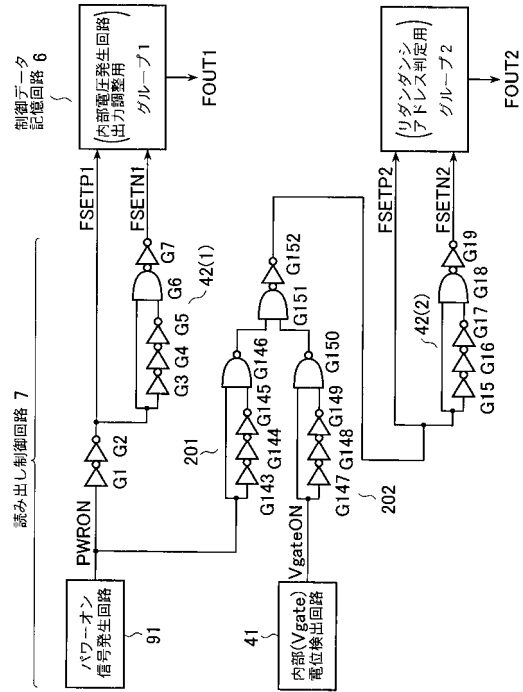 読み出し制御回路 7
制御データ
記憶回路 6
パワーオン
信号発生回路
91
PWRON
G1
G2
FSETP1
G3
G4
G5
G6
G7
42(1)
FSETN1
(内部電圧発生回路
出力調整用)
グループ1
FOUT1
201
G143
G144
G145
G146
G151
G152
41
内部(Vgate)
電位検出回路
VgateON
G147
G148
G149
G150
202
FSETP2
42(2)
G15
G16
G17
G18
G19
FSETN2
(リダンダンシ
アドレス判定用)
グループ2
FOUT2